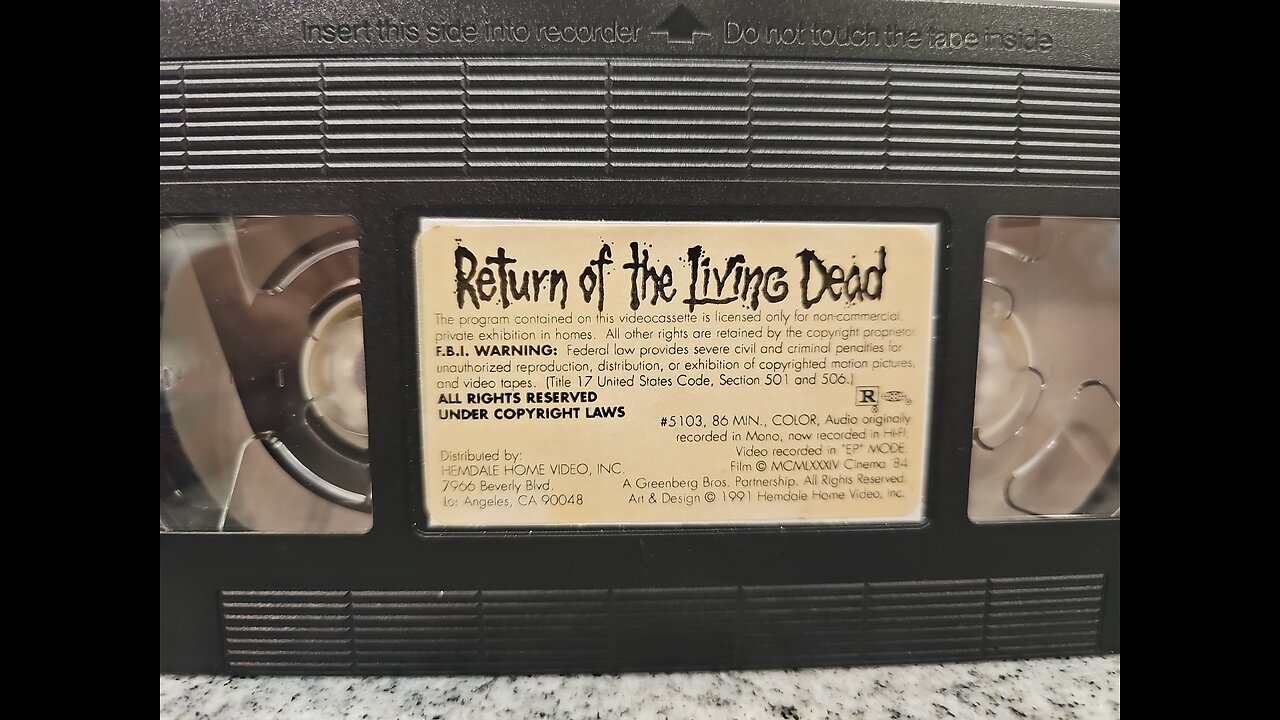 Insert this side into recorder Do not touch the tape inside
Return of the Living Dead
The program contained on this videocassette is licensed only for non-commercial,
private exhibition in homes. All other rights are retained by the copyright proprietor
F.B.I. WARNING: Federal law provides severe civil and criminal penalties for
unauthorized reproduction, distribution, or exhibition of copyrighted motion pictures,
and video tapes. (Title 17 United States Code, Section 501 and 506.)
ALL RIGHTS RESERVED
UNDER COPYRIGHT LAWS
R
#5103, 86 MIN., COLOR, Audio originally
recorded in Mono, now recorded in HI-FI.
Video recorded in "EP" MODE.
Film © MCMLXXXIV Cinema '84
A Greenberg Bros. Partnership. All Rights Reserved.
Art & Design © 1991 Hemdale Home Video, Inc.
Distributed by:
HEMDALE HOME VIDEO, INC.
7966 Beverly Blvd.
Los Angeles, CA 90048